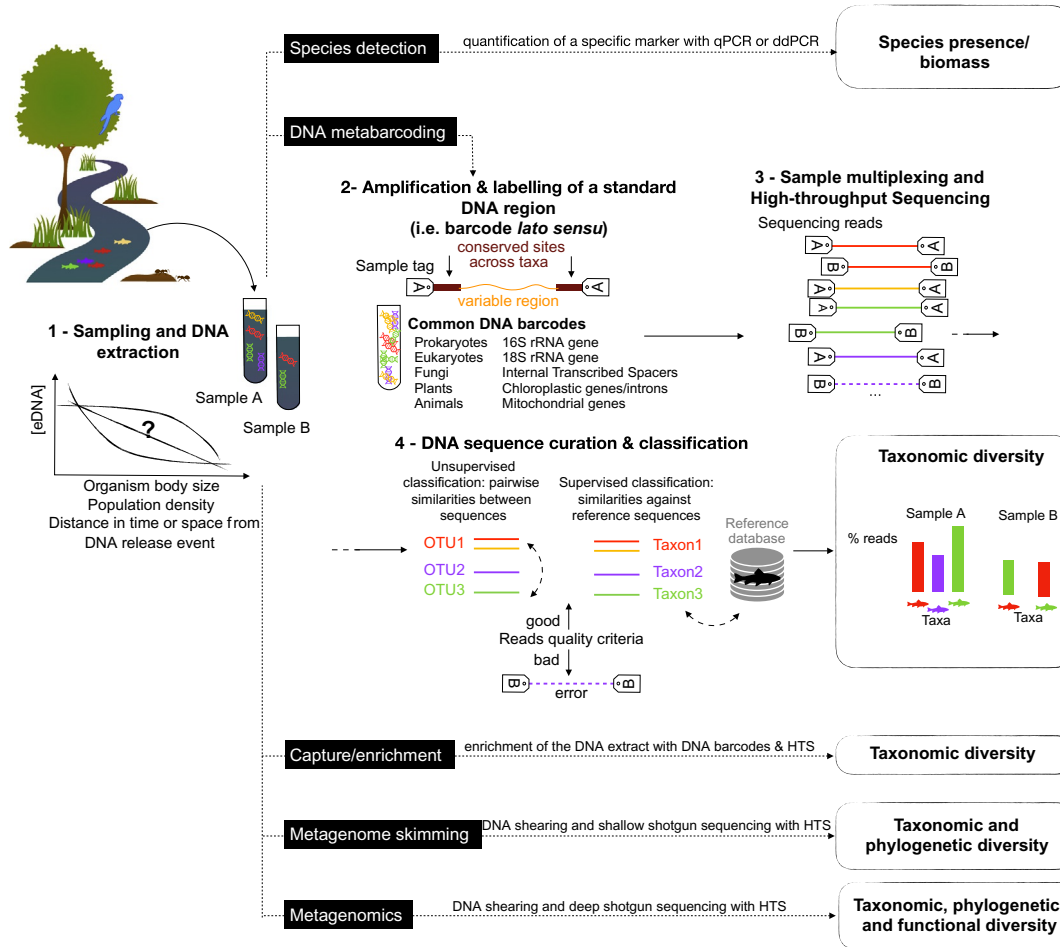 Species detection
quantification of a specific marker with qPCR or ddPCR
Species presence/
biomass
DNA metabarcoding
2- Amplification & labelling of a standard
DNA region
(i.e. barcode lato sensu)
conserved sites
across taxa
Sample tag
A
A
variable region
Common DNA barcodes
Prokaryotes 16S rRNA gene
Eukaryotes 18S rRNA gene
Fungi Internal Transcribed Spacers
Plants Chloroplastic genes/introns
Animals Mitochondrial genes
3 - Sample multiplexing and
High-throughput Sequencing
Sequencing reads
A A
B B
A A
A A
B B
A A
B B
...
1 - Sampling and DNA
extraction
Sample A
Sample B
[eDNA]
?
Organism body size
Population density
Distance in time or space from
DNA release event
4 - DNA sequence curation & classification
Unsupervised
classification: pairwise
similarities between
sequences
OTU1
OTU2
OTU3
Supervised classification:
similarities against
reference sequences
Taxon1
Taxon2
Taxon3
Reference
database
good
Reads quality criteria
bad
B B
error
Taxonomic diversity
Sample A Sample B
% reads
Taxa Taxa
Capture/enrichment
enrichment of the DNA extract with DNA barcodes & HTS
Taxonomic diversity
Metagenome skimming
DNA shearing and shallow shotgun sequencing with HTS
Taxonomic and
phylogenetic diversity
Metagenomics
DNA shearing and deep shotgun sequencing with HTS
Taxonomic, phylogenetic
and functional diversity